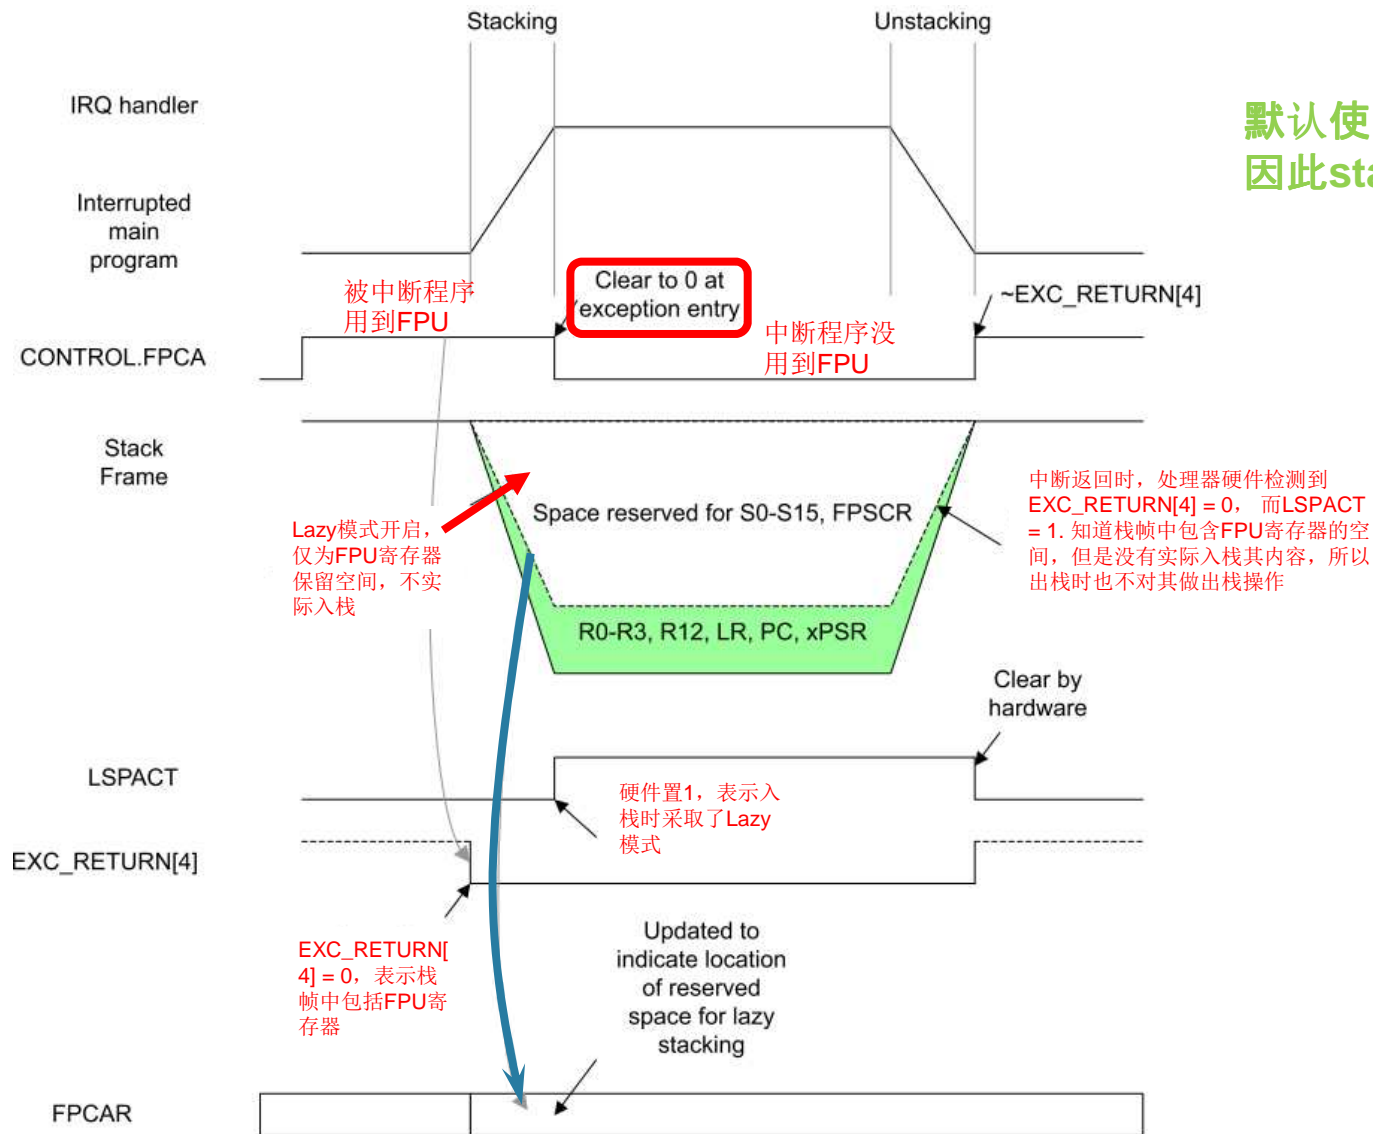 Stacking
Unstacking
IRQ handler
默认使
因此sta
Interrupted
main
program
Clear to 0 at
exception entry
~EXC_RETURN[4]
被中断程序
用到FPU
中断程序没
用到FPU
CONTROL.FPCA
Stack
Frame
Space reserved for S0-S15, FPSCR
Lazy模式开启，
仅为FPU寄存器
保留空间，不实
际入栈
中断返回时，处理器硬件检测到
EXC_RETURN[4] = 0， 而LSPACT
= 1. 知道栈帧中包含FPU寄存器的空
间，但是没有实际入栈其内容，所以
出栈时也不对其做出栈操作
R0-R3, R12, LR, PC, xPSR
Clear by
hardware
LSPACT
硬件置1，表示入
栈时采取了Lazy
模式
EXC_RETURN[4]
EXC_RETURN[
4] = 0，表示栈
帧中包括FPU寄
存器
Updated to
indicate location
of reserved
space for lazy
stacking
FPCAR